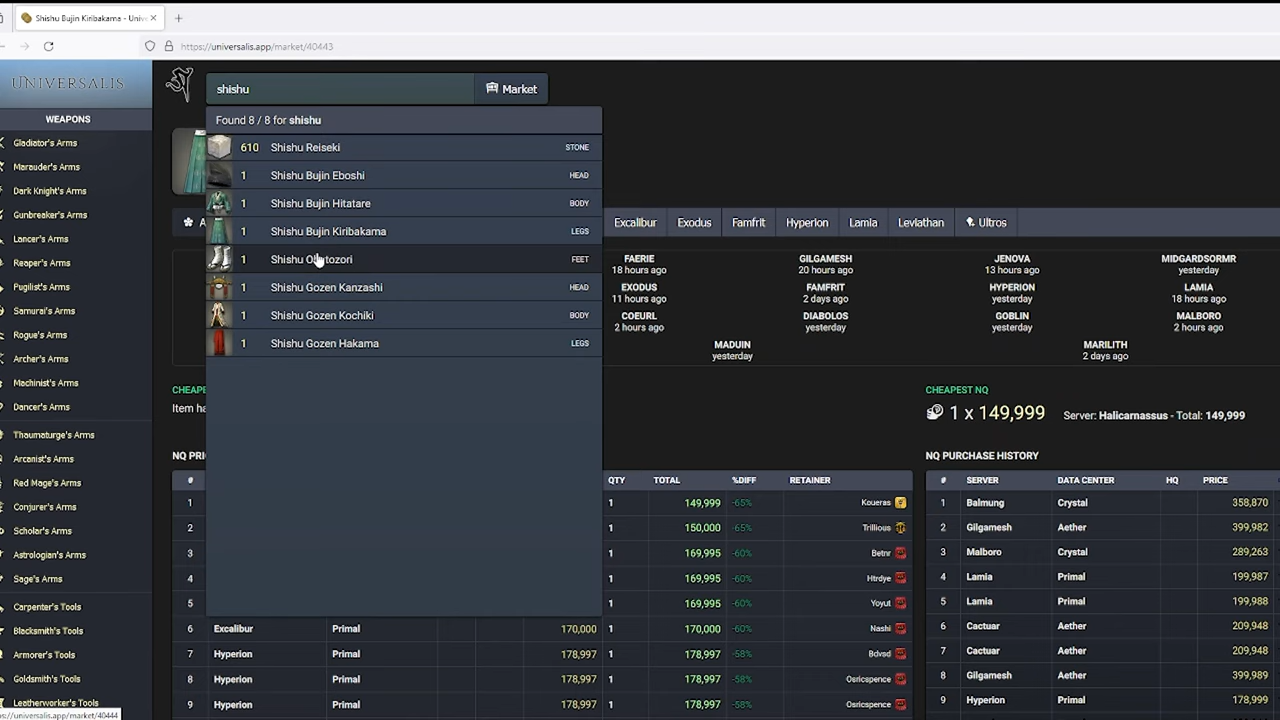 Shishu Bujin Kiribakama - Unive
https://universalis.app/market/40443
UNIVERSALIS
shishu
Market
WEAPONS
Gladiator's Arms
Marauder's Arms
Dark Knight's Arms
Gunbreaker's Arms
Lancer's Arms
Reaper's Arms
Pugilist's Arms
Samurai's Arms
Rogue's Arms
Archer's Arms
Machinist's Arms
Dancer's Arms
Thaumaturge's Arms
Arcanist's Arms
Red Mage's Arms
Conjurer's Arms
Scholar's Arms
Astrologian's Arms
Sage's Arms
Carpenter's Tools
Blacksmith's Tools
Armorer's Tools
Goldsmith's Tools
Leatherworker's Tools
Found 8 / 8 for shishu
610 Shishu Reiseki STONE
1 Shishu Bujin Eboshi HEAD
1 Shishu Bujin Hitatare BODY
1 Shishu Bujin Kiribakama LEGS
1 Shishu FEET
1 Shishu Gozen Kanzashi HEAD
1 Shishu Gozen Kochiki BODY
1 Shishu Gozen Hakama LEGS
A Excalibur Exodus Famfrit Hyperion Lamia Leviathan Ultros
FAERIE GILGAMESH JENOVA MIDGARDSORMR
18 hours ago 20 hours ago 13 hours ago yesterday
EXODUS FAMFRIT HYPERION LAMIA
11 hours ago 2 days ago yesterday 18 hours ago
COEURL DIABOLOS GOBLIN MALBORO
2 hours ago yesterday yesterday 2 hours ago
MADUIN MARILITH
yesterday 2 days ago
CHEAPE
Item ha
CHEAPEST NQ
1 x 149,999 Server: Halicarnassus - Total: 149,999
NQ PRI
# QTY TOTAL %DIFF RETAINER
1 1 149,999 -65% Koueras
2 1 150,000 -65% Trillious
3 1 169,995 -60% Betnr
4 1 169,995 -60% Htrdye
5 1 169,995 -60% Yoyut
6 Excalibur Primal 170,000 1 170,000 -60% Nashi
7 Hyperion Primal 178,997 1 178,997 -58% Bdvsd
8 Hyperion Primal 178,997 1 178,997 -58% Osricspence
9 Hyperion Primal 178,997 1 178,997 -58% Osricspence
NQ PURCHASE HISTORY
# SERVER DATA CENTER HQ PRICE
1 Balmung Crystal 358,870
2 Gilgamesh Aether 399,982
3 Malboro Crystal 289,263
4 Lamia Primal 199,987
5 Lamia Primal 199,988
6 Cactuar Aether 209,948
7 Cactuar Aether 209,948
8 Gilgamesh Aether 399,989
9 Hyperion Primal 178,999
ps://universalis.app/market/40444